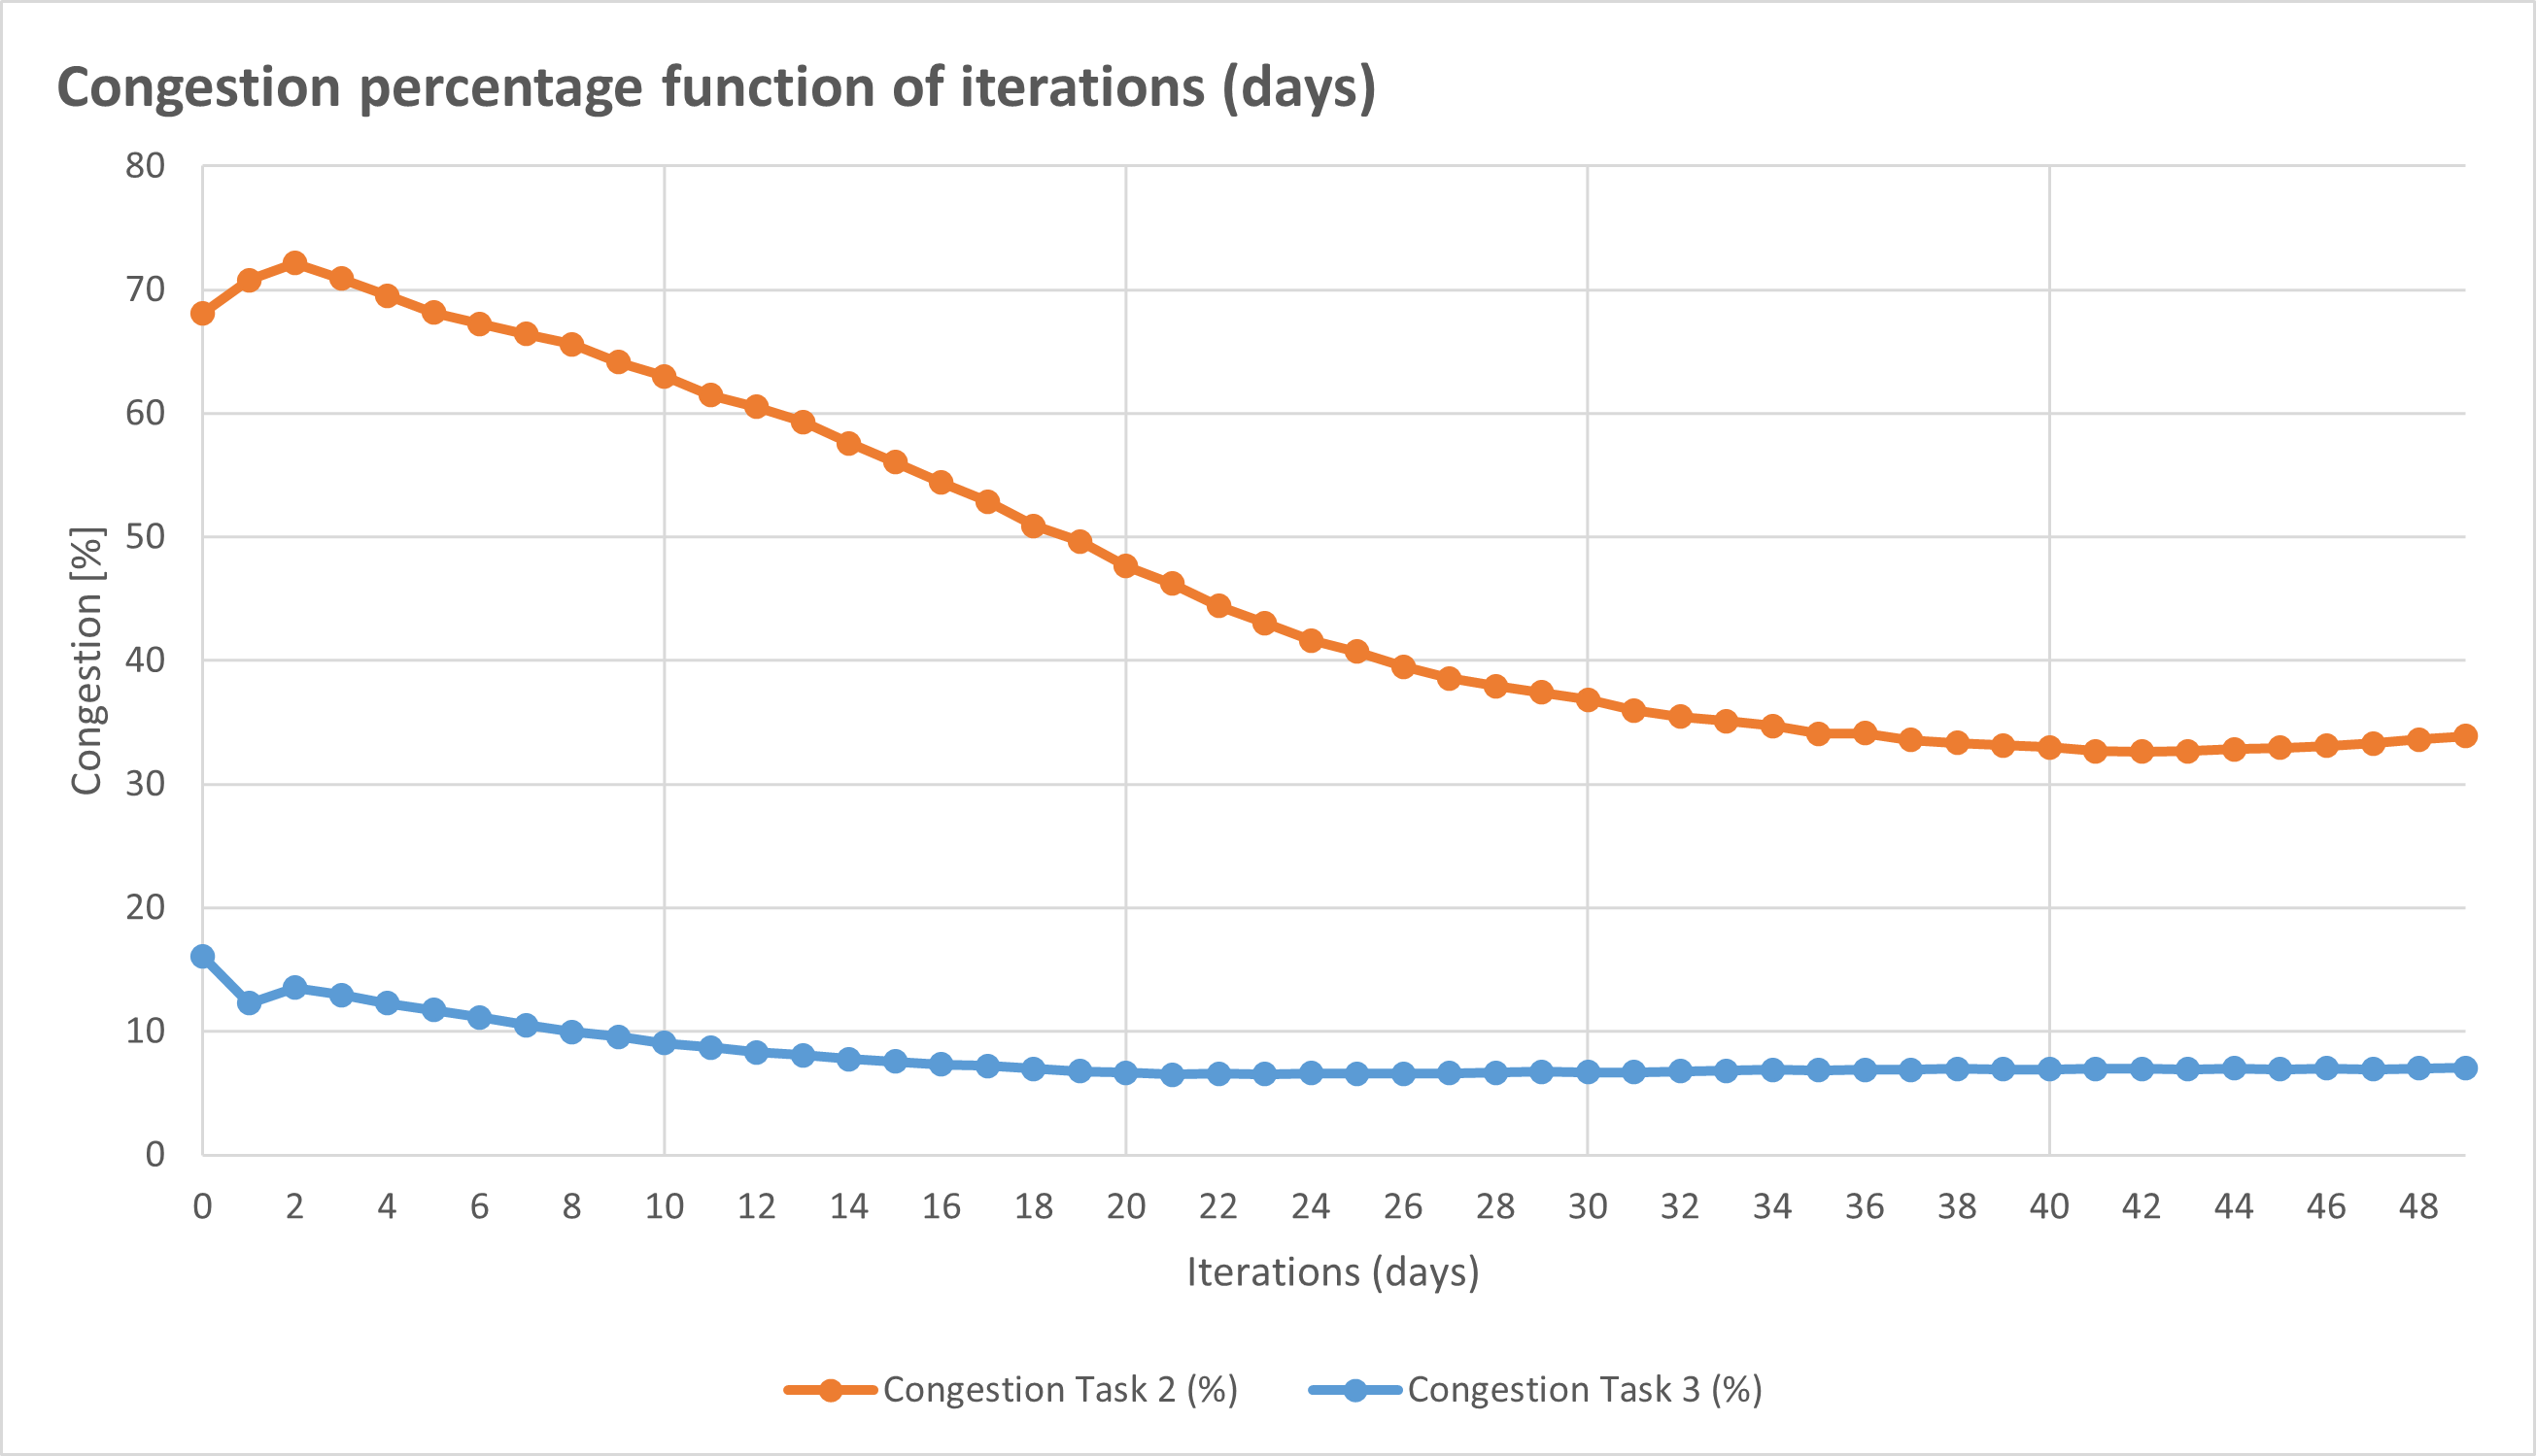 Congestion percentage function of iterations (days)
80
70
60
50
40
30
20
10
0
Congestion [%]
0 2 4 6 8 10 12 14 16 18 20 22 24 26 28 30 32 34 36 38 40 42 44 46 48
Iterations (days)
Congestion Task 2 (%) Congestion Task 3 (%)